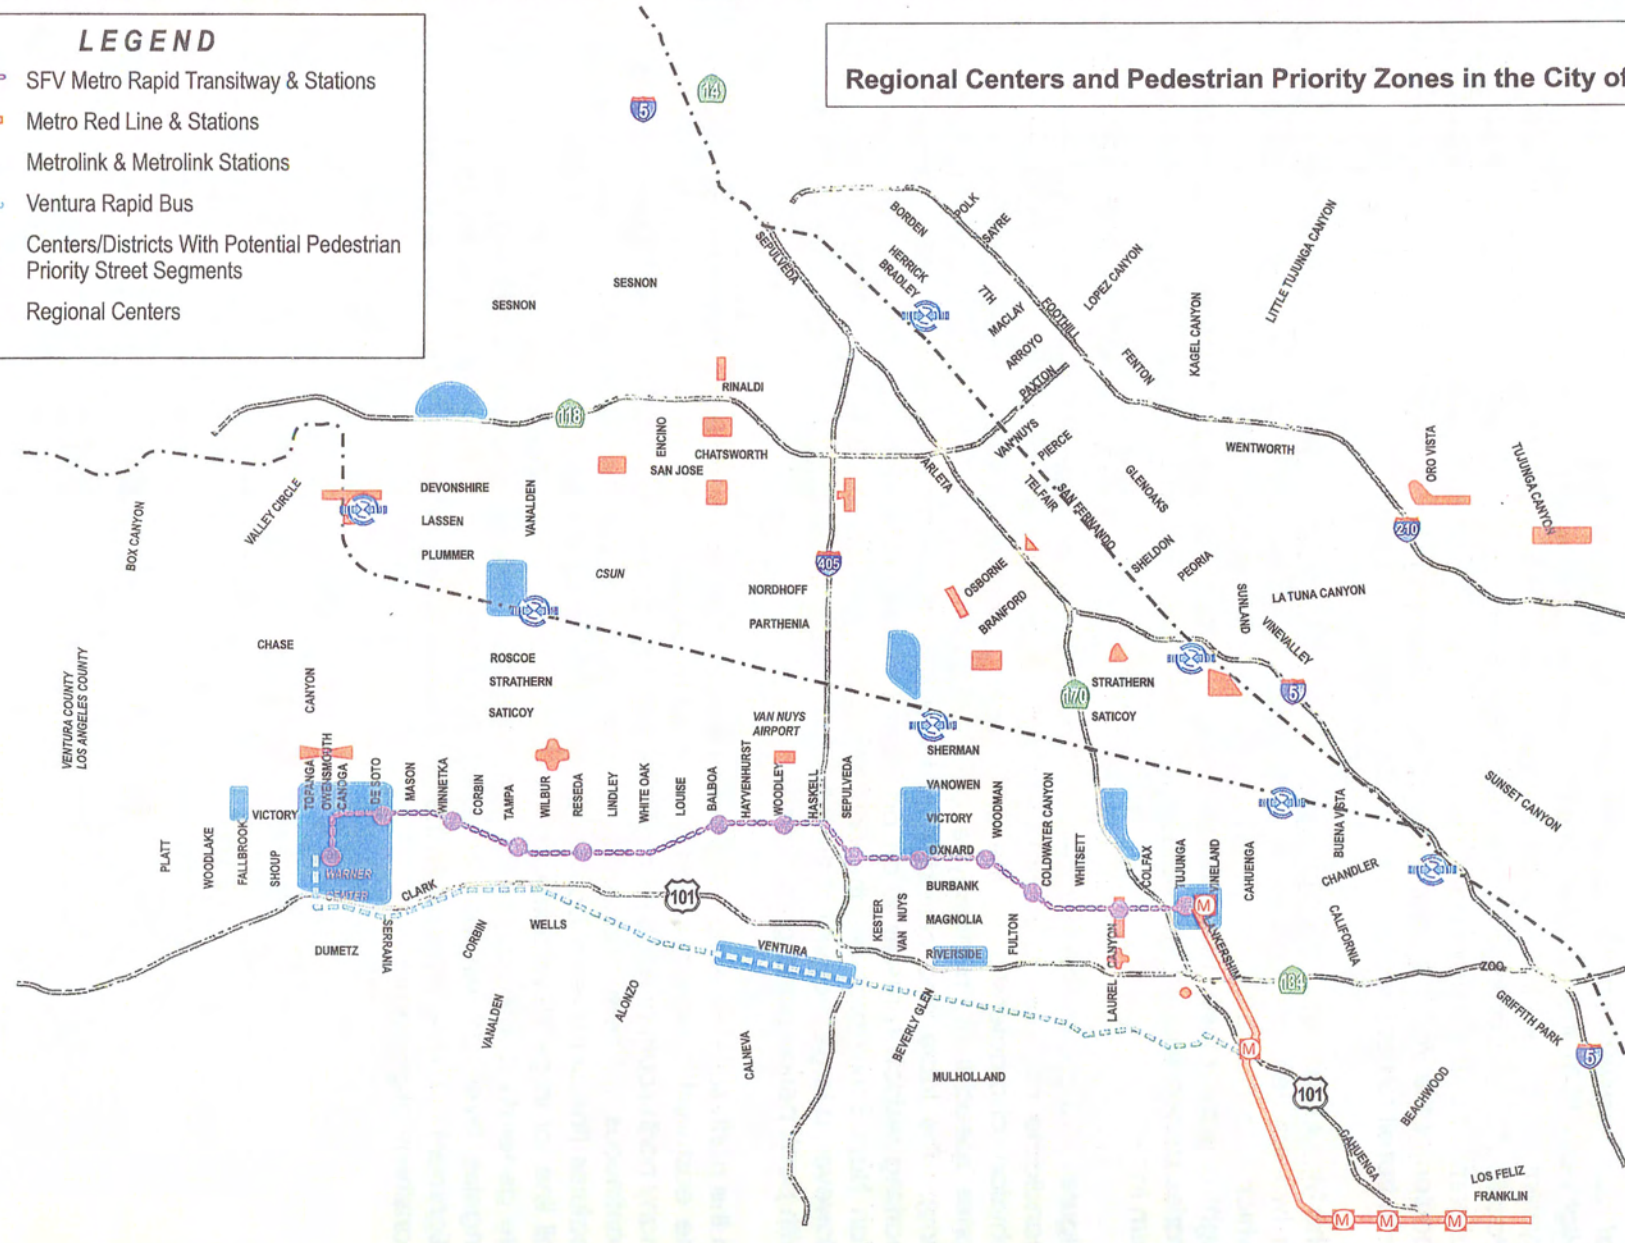 LEGEND
SFV Metro Rapid Transitway & Stations
Metro Red Line & Stations
Metrolink & Metrolink Stations
Ventura Rapid Bus
Centers/Districts With Potential Pedestrian
Priority Street Segments
Regional Centers
Regional Centers and Pedestrian Priority Zones in the City of
14
5
POLK
BORDEN
SAYRE
SEPULVEDA
HERRICK
BRADLEY
LOPEZ CANYON
LITTLE TUJUNGA CANYON
SESNON
SESNON
7TH
MACLAY
FOOTHILL
KAGEL CANYON
ARROYO
FENTON
PAXTON
RINALDI
118
ENCINO
CHATSWORTH
SAN JOSE
VAN NUYS
PIERCE
WENTWORTH
ORO VISTA
TUJUNGA CANYON
ARLETA
TELFAIR
GLENOAKS
SAN FERNANDO
VALLEY CIRCLE
BOX CANYON
DEVONSHIRE
LASSEN
PLUMMER
VANALDEN
210
SHELDON
PEORIA
405
CSUN
NORDHOFF
PARTHENIA
OSBORNE
BRANFORD
SUNLAND
LA TUNA CANYON
VINEVALLEY
CHASE
ROSCOE
STRATHERN
SATICOY
CANYON
VENTURA COUNTY
LOS ANGELES COUNTY
170
STRATHERN
SATICOY
5
VAN NUYS
AIRPORT
SHERMAN
VANOWEN
VICTORY
OXNARD
BURBANK
MAGNOLIA
RIVERSIDE
TOPANGA
OWENSMOUTH
CANOGA
DE SOTO
MASON
WINNETKA
CORBIN
TAMPA
WILBUR
RESEDA
LINDLEY
WHITE OAK
LOUISE
BALBOA
HAYVENHURST
WOODLEY
HASKELL
SEPULVEDA
WOODMAN
COLDWATER CANYON
WHITSETT
COLFAX
TUJUNGA
VINELAND
CAHUENGA
BUENA VISTA
SUNSET CANYON
CHANDLER
CALIFORNIA
VICTORY
PLATT
WOODLAKE
FALLBROOK
SHOUP
WARNER
CENTER
CLARK
101
WELLS
DUMETZ
SERRANIA
CORBIN
VENTURA
KESTER
VAN NUYS
FULTON
LAUREL CANYON
M
LANKERSHIM
134
ZOO
GRIFFITH PARK
VANALDEN
ALONZO
CALNEVA
BEVERLY GLEN
MULHOLLAND
M
5
101
BEACHWOOD
CAHUENGA
LOS FELIZ
FRANKLIN
M
M
M